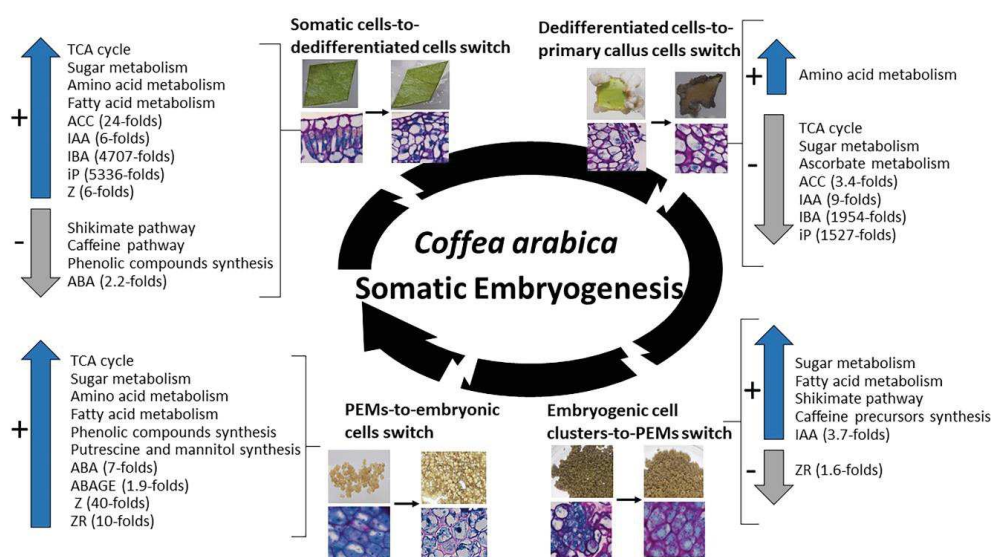 Somatic cells-to-
dedifferentiated cells switch
+
TCA cycle
Sugar metabolism
Amino acid metabolism
Fatty acid metabolism
ACC (24-folds)
IAA (6-folds)
IBA (4707-folds)
iP (5336-folds)
Z (6-folds)
-
Shikimate pathway
Caffeine pathway
Phenolic compounds synthesis
ABA (2.2-folds)
Dedifferentiated cells-to-
primary callus cells switch
+
Amino acid metabolism
-
TCA cycle
Sugar metabolism
Ascorbate metabolism
ACC (3.4-folds)
IAA (9-folds)
IBA (1954-folds)
iP (1527-folds)
Coffea arabica
Somatic Embryogenesis
PEMs-to-embryonic
cells switch
+
TCA cycle
Sugar metabolism
Amino acid metabolism
Fatty acid metabolism
Phenolic compounds synthesis
Putrescine and mannitol synthesis
ABA (7-folds)
ABAGE (1.9-folds)
Z (40-folds)
ZR (10-folds)
Embryogenic cell
clusters-to-PEMs switch
+
Sugar metabolism
Fatty acid metabolism
Shikimate pathway
Caffeine precursors synthesis
IAA (3.7-folds)
-
ZR (1.6-folds)